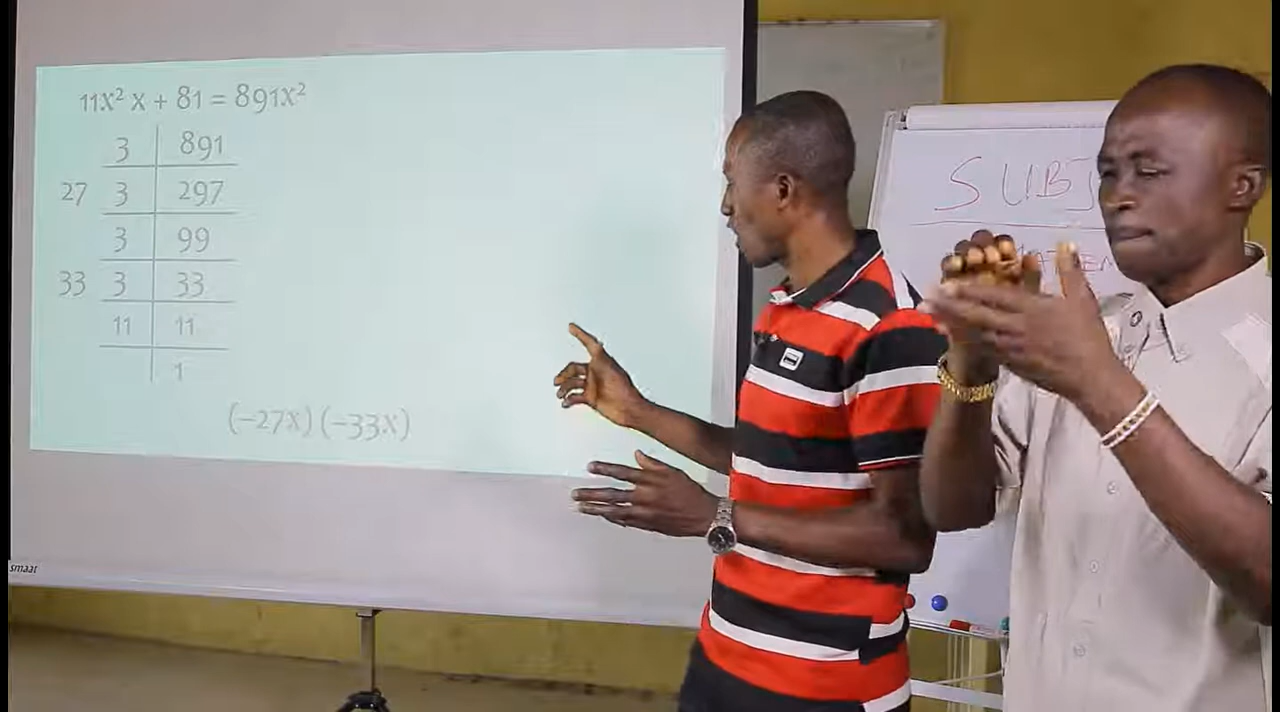 11x² x + 81 = 891x²
3 891
27 3 297
3 99
33 3 33
11 11
1
(-27x)(-33x)
smaat
SUBJ